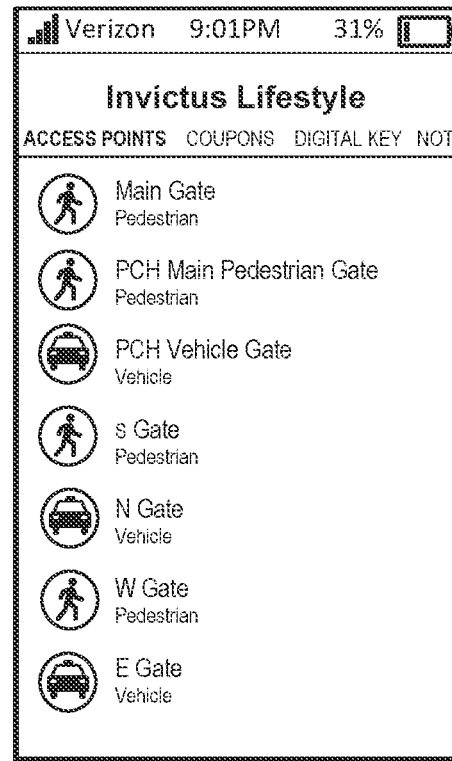 Verizon 9:01PM 31%
Invictus Lifestyle
ACCESS POINTS COUPONS DIGITAL KEY NOT
Main Gate
Pedestrian
PCH Main Pedestrian Gate
Pedestrian
PCH Vehicle Gate
Vehicle
s Gate
Pedestrian
N Gate
Vehicle
W Gate
Pedestrian
E Gate
Vehicle